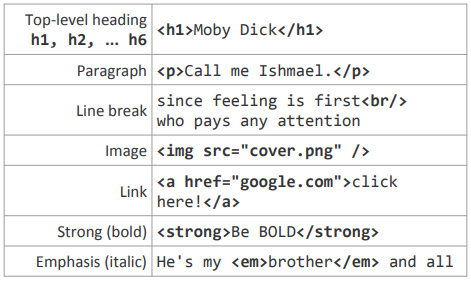 Top-level heading
h1, h2, ... h6
<h1>Moby Dick</h1>
Paragraph
<p>Call me Ishmael.</p>
Line break
since feeling is first<br/>
who pays any attention
Image
<img src="cover.png" />
Link
<a href="google.com">click
here!</a>
Strong (bold)
<strong>Be BOLD</strong>
Emphasis (italic)
He's my <em>brother</em> and all